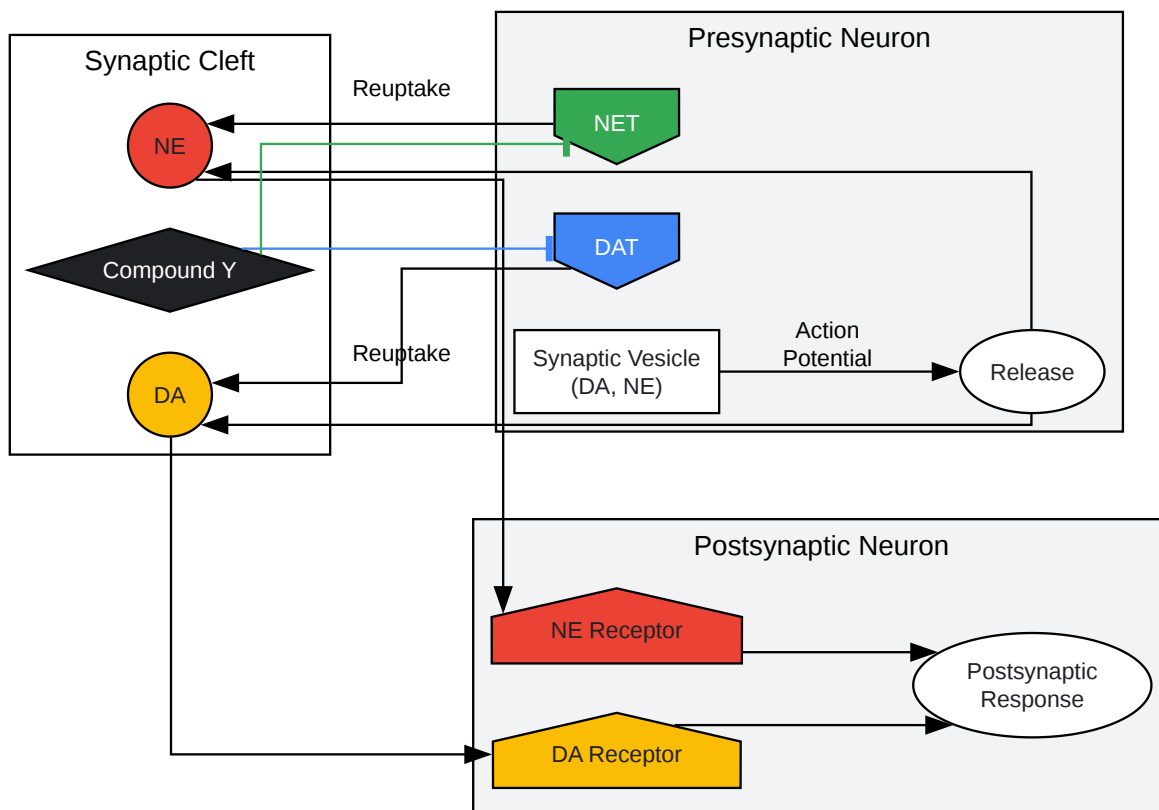 Presynaptic Neuron
Synaptic Cleft
Reuptake
NE
NET
DAT
Compound Y
Reuptake
DA
Synaptic Vesicle
(DA, NE)
Action
Potential
Release
Postsynaptic Neuron
NE Receptor
DA Receptor
Postsynaptic
Response